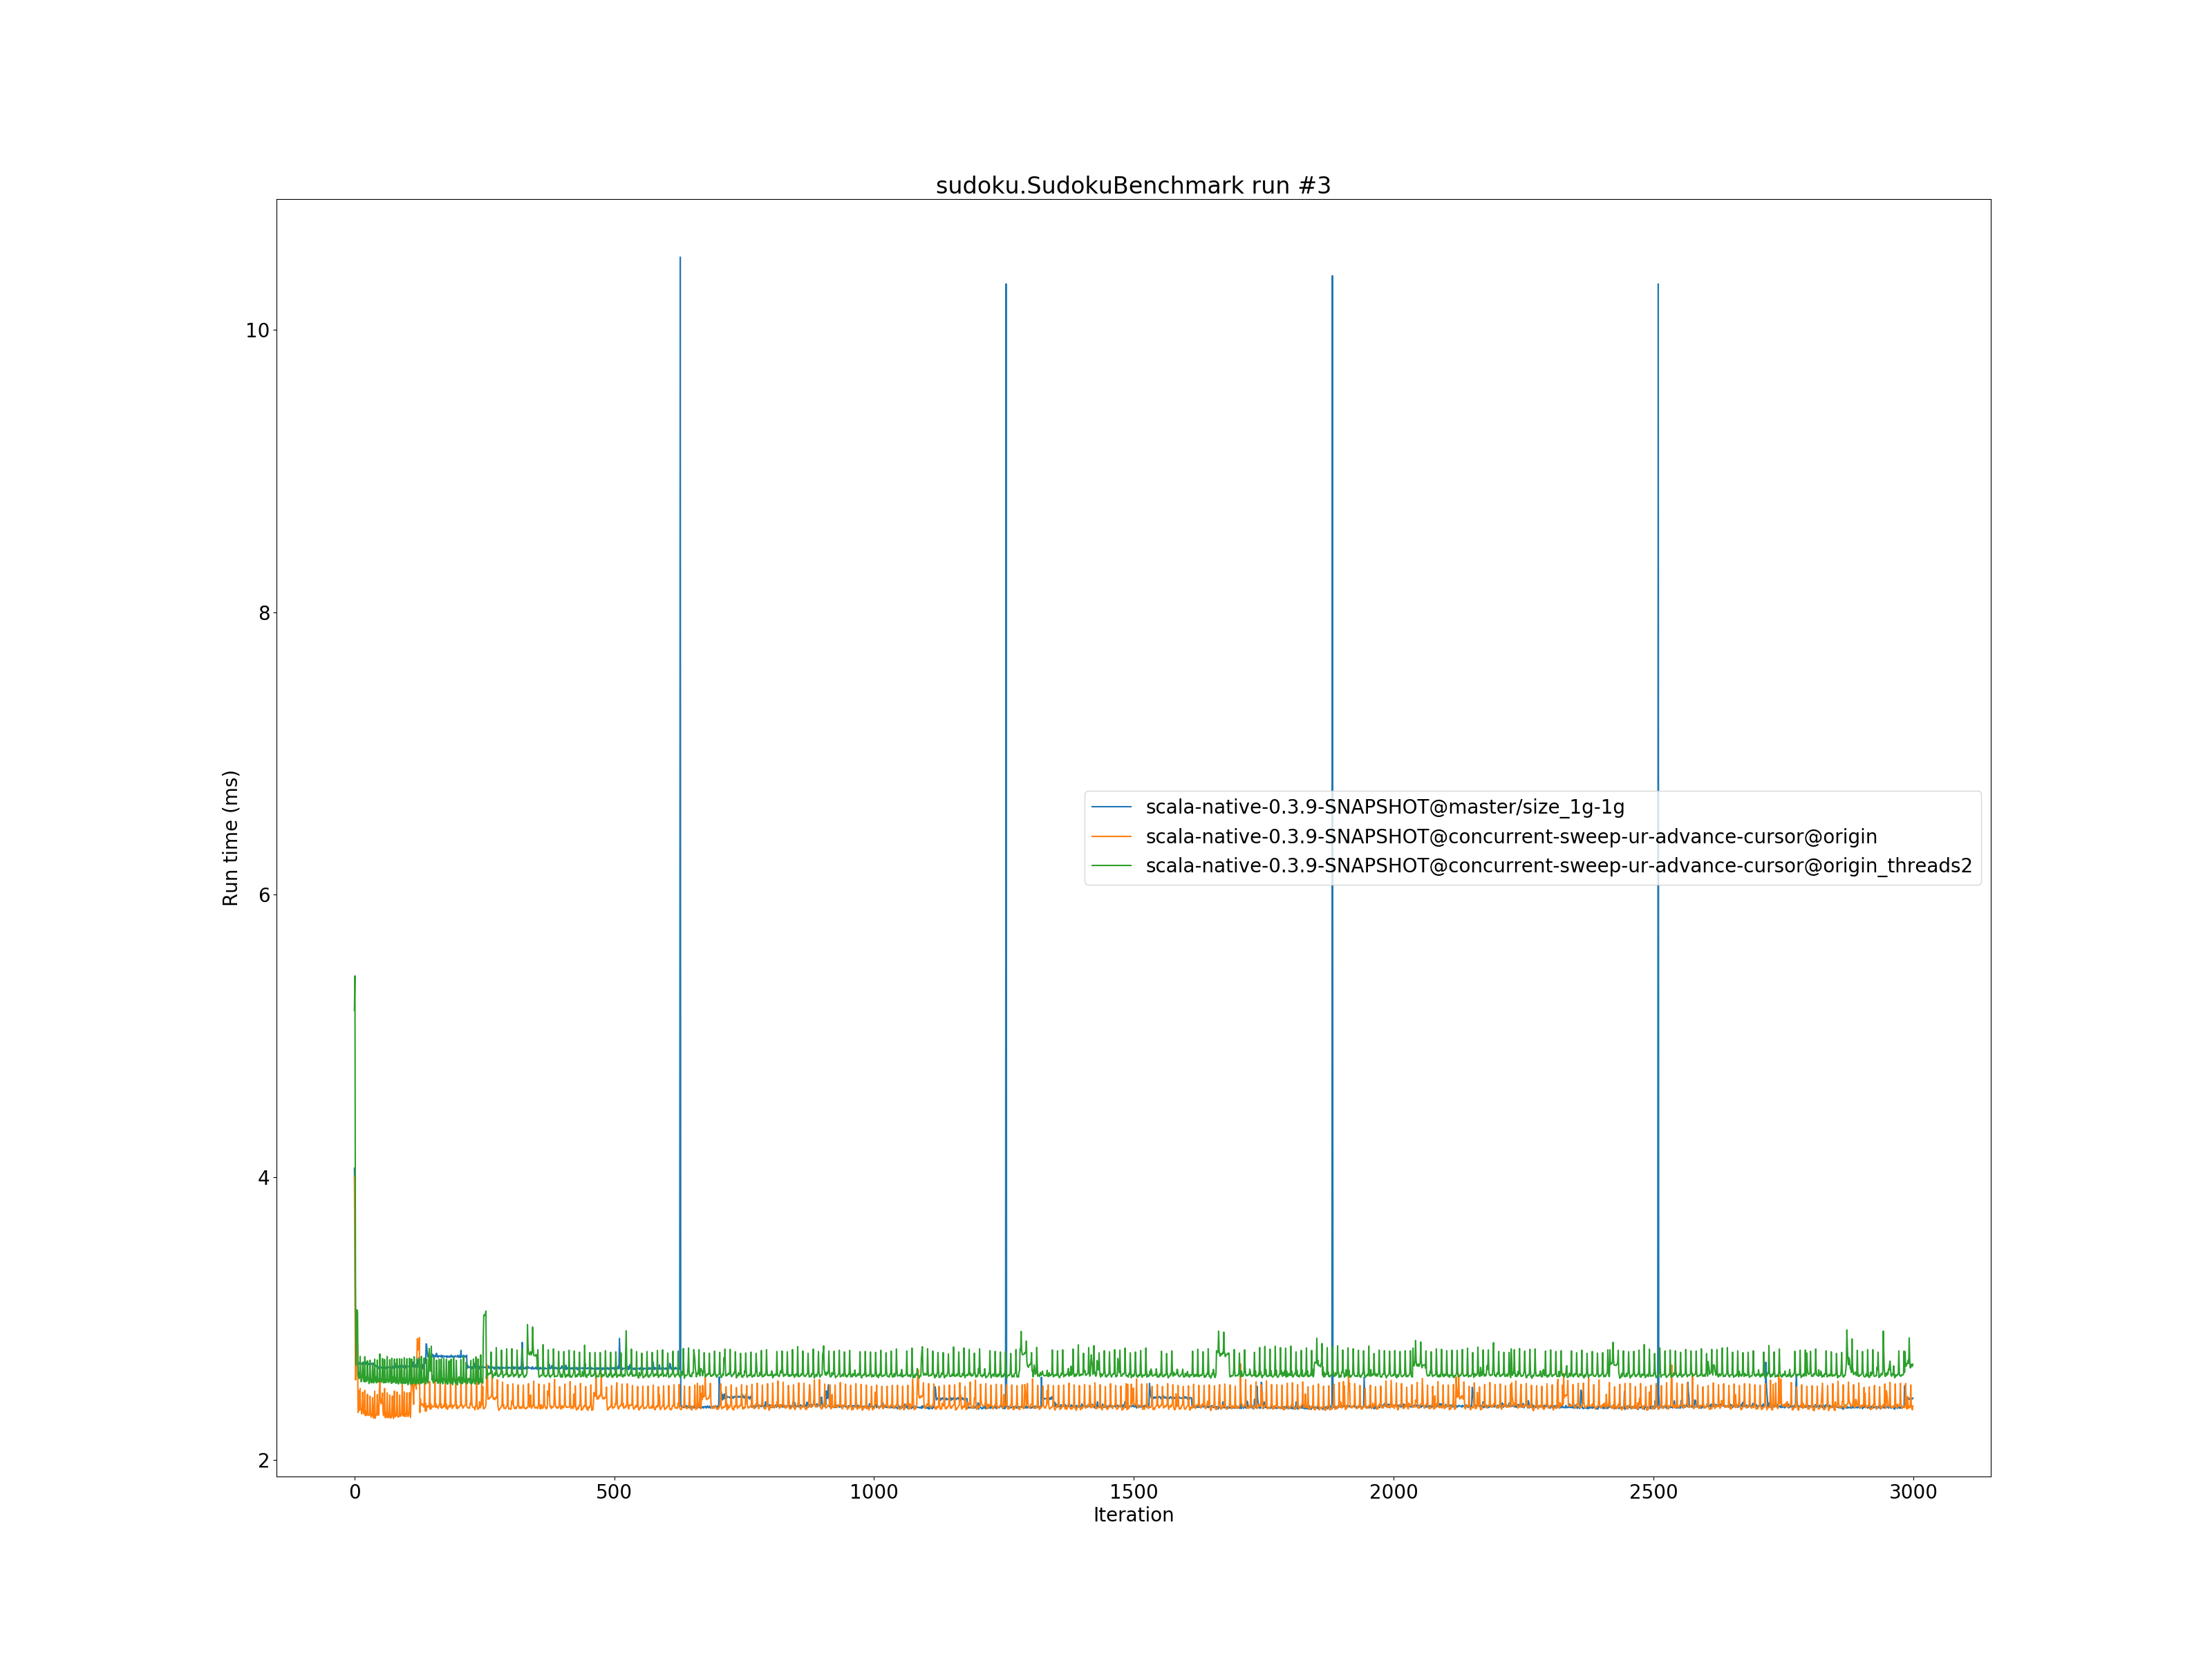 sudoku.SudokuBenchmark run #3
10
8
6
4
2
Run time (ms)
scala-native-0.3.9-SNAPSHOT@master/size_1g-1g
scala-native-0.3.9-SNAPSHOT@concurrent-sweep-ur-advance-cursor@origin
scala-native-0.3.9-SNAPSHOT@concurrent-sweep-ur-advance-cursor@origin_threads2
0 500 1000 1500 2000 2500 3000
Iteration